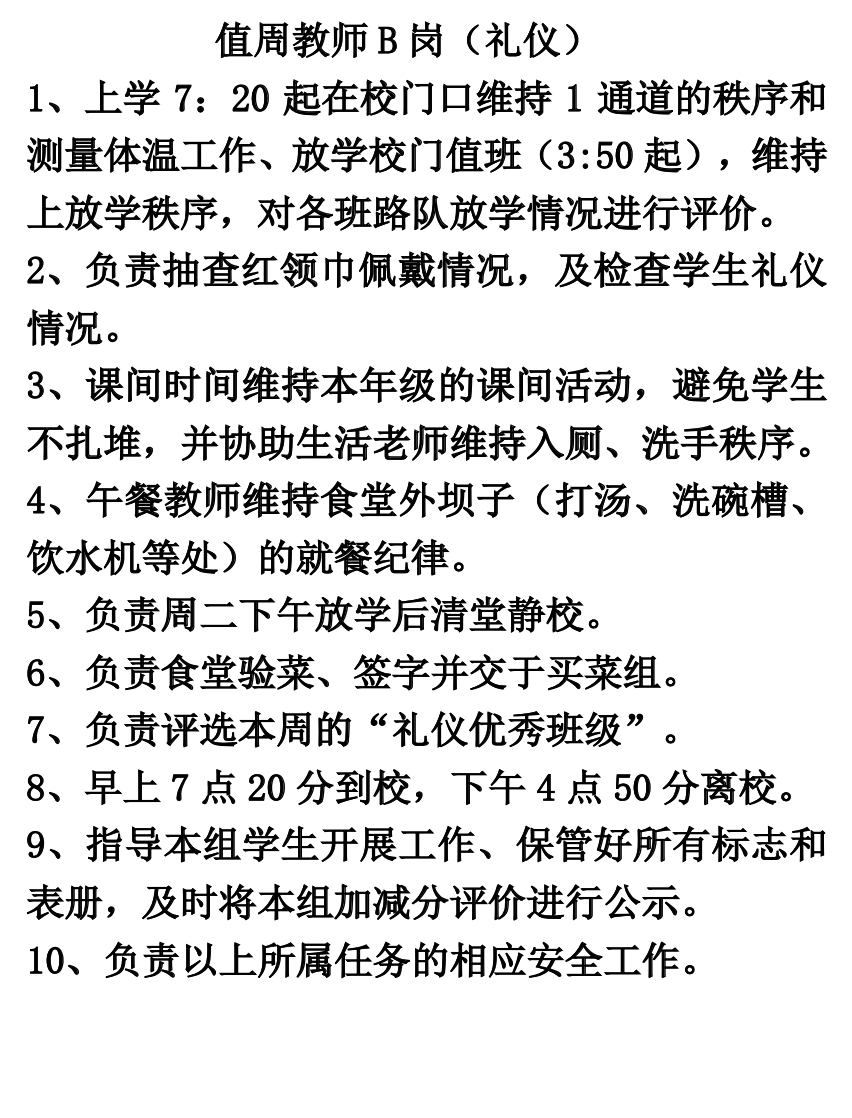 值周教师 B 岗（礼仪）
1、上学 7：20 起在校门口维持 1 通道的秩序和
测量体温工作、放学校门值班（3:50 起），维持
上放学秩序，对各班路队放学情况进行评价。
2、负责抽查红领巾佩戴情况，及检查学生礼仪
情况。
3、课间时间维持本年级的课间活动，避免学生
不扎堆，并协助生活老师维持入厕、洗手秩序。
4、午餐教师维持食堂外坝子（打汤、洗碗槽、
饮水机等处）的就餐纪律。
5、负责周二下午放学后清堂静校。
6、负责食堂验菜、签字并交于买菜组。
7、负责评选本周的“礼仪优秀班级”。
8、早上 7 点 20 分到校，下午 4 点 50 分离校。
9、指导本组学生开展工作、保管好所有标志和
表册，及时将本组加减分评价进行公示。
10、负责以上所属任务的相应安全工作。